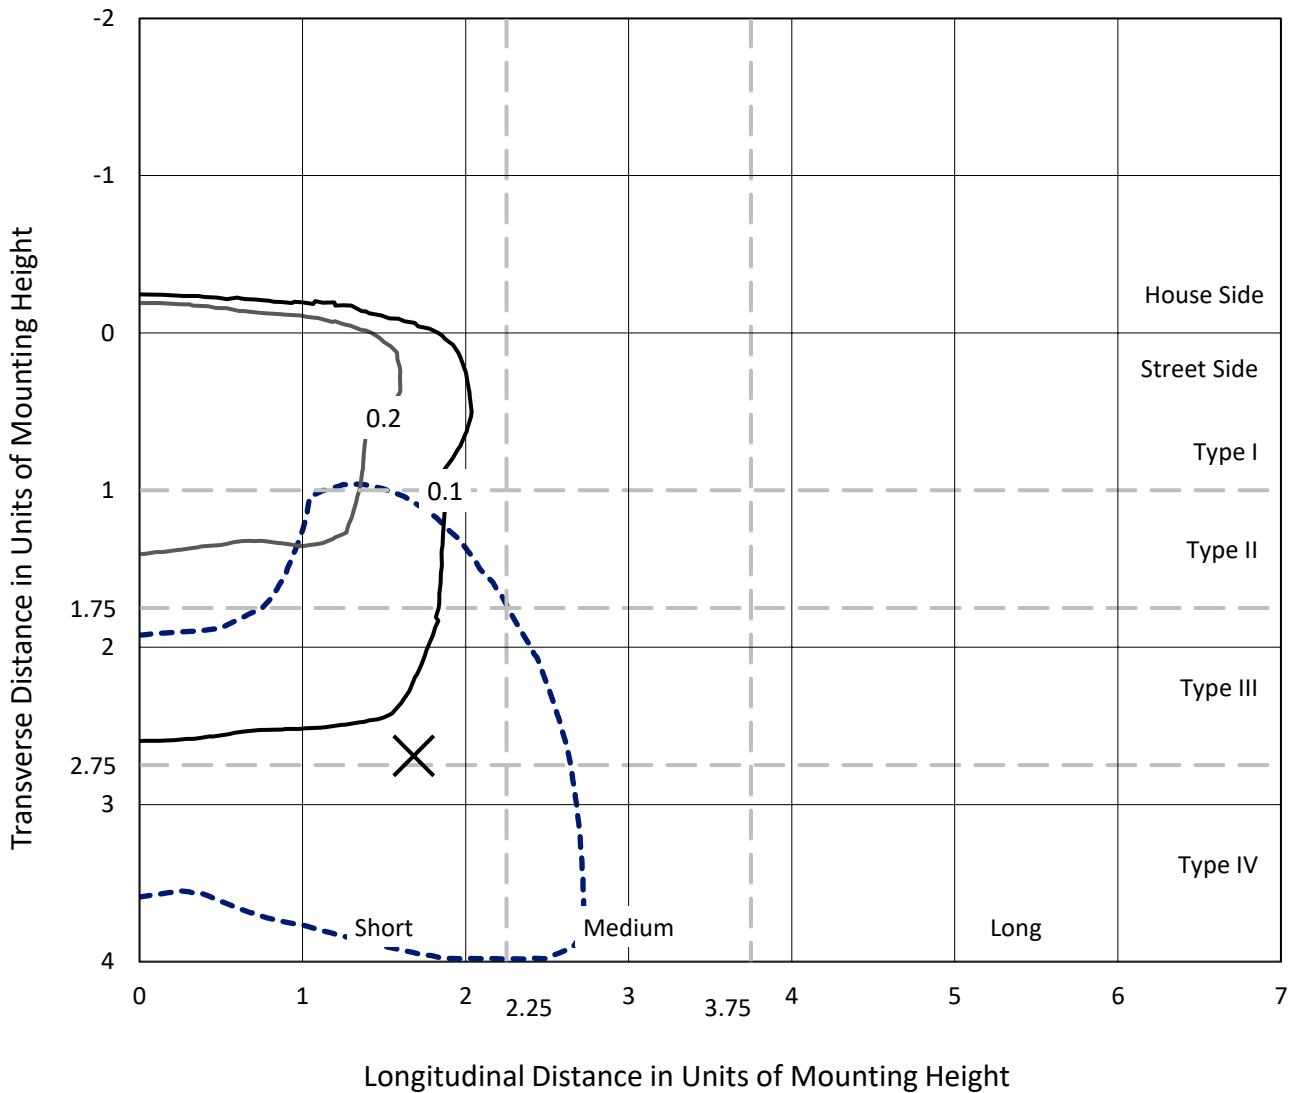 -2
-1
House Side
0
Street Side
0.2
Type I
1
0.1
Type II
1.75
2
Type III
2.75
3
Type IV
Short
Medium
Long
4
0
1
2
2.25
3
3.75
4
5
6
7
Transverse Distance in Units of Mounting Height
Longitudinal Distance in Units of Mounting Height